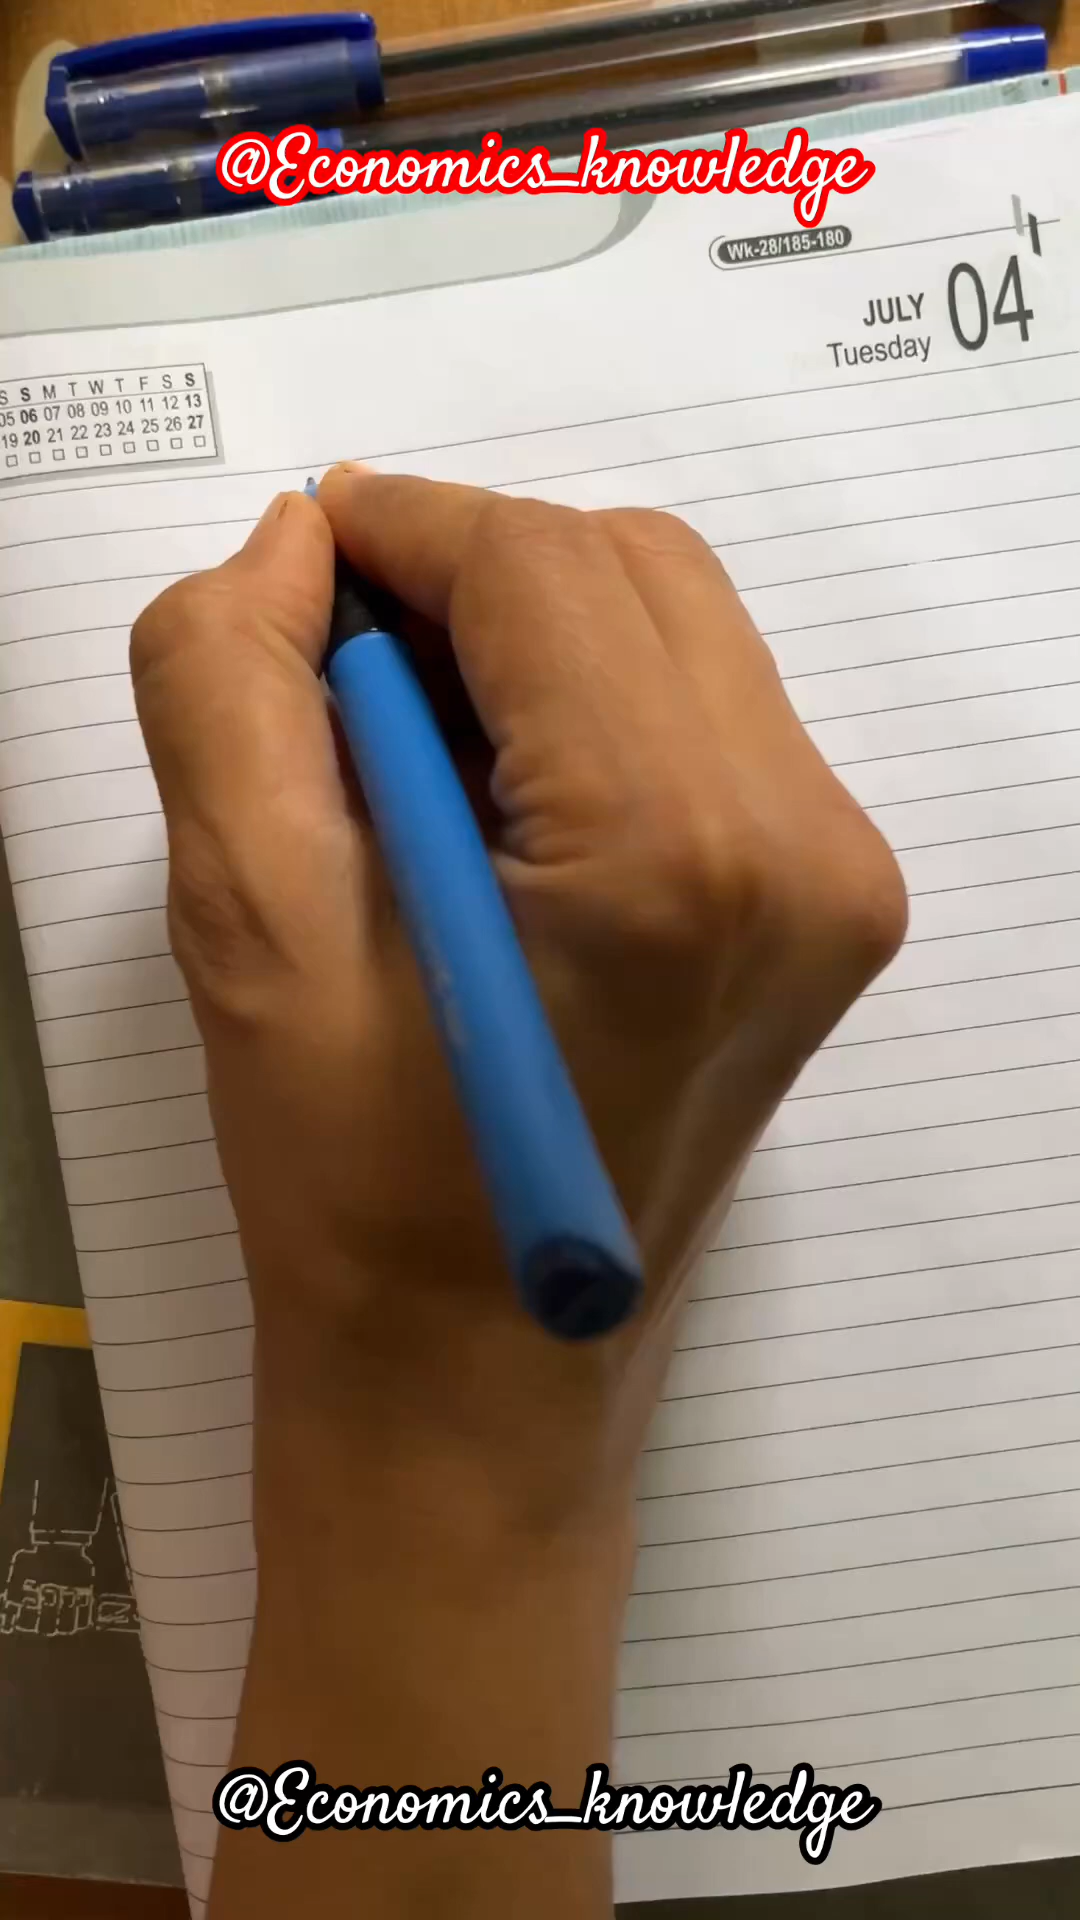 @Economics_knowledge
Wk-28/185-180
JULY 04
Tuesday
S S M T W T F S S
05 06 07 08 09 10 11 12 13
19 20 21 22 23 24 25 26 27
@Economics_knowledge